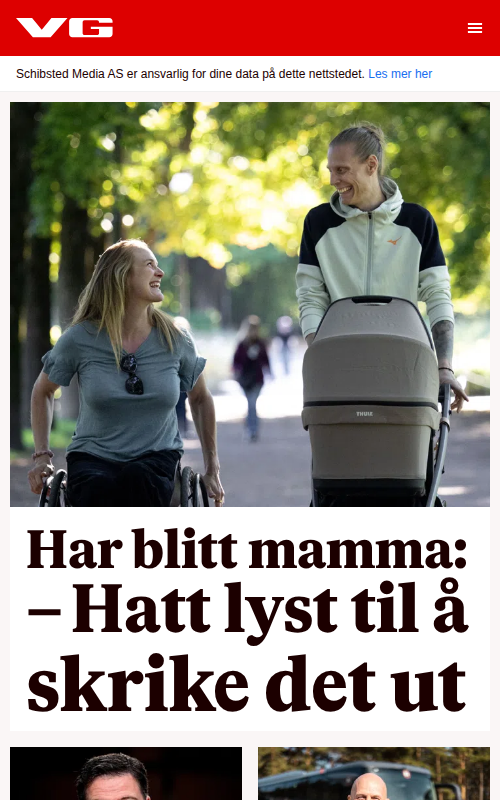 VG
Schibsted Media AS er ansvarlig for dine data på dette nettstedet. Les mer her
THULE
Har blitt mamma:
– Hatt lyst til å
skrike det ut